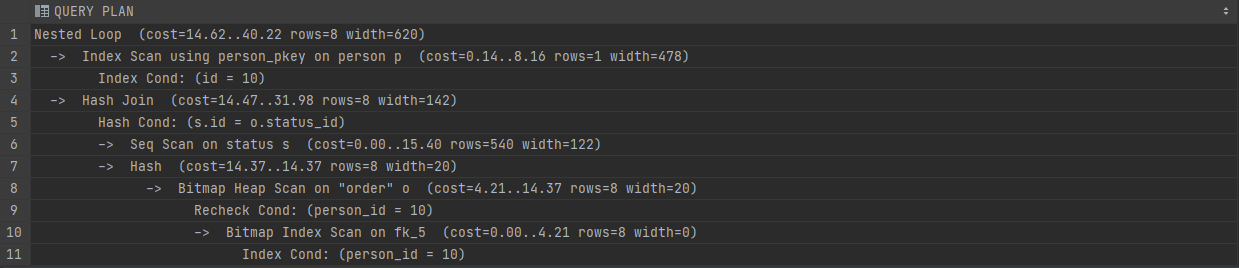 QUERY PLAN
1 Nested Loop  (cost=14.62..40.22 rows=8 width=620)
2   ->  Index Scan using person_pkey on person p  (cost=0.14..8.16 rows=1 width=478)
3         Index Cond: (id = 10)
4   ->  Hash Join  (cost=14.47..31.98 rows=8 width=142)
5         Hash Cond: (s.id = o.status_id)
6         ->  Seq Scan on status s  (cost=0.00..15.40 rows=540 width=122)
7         ->  Hash  (cost=14.37..14.37 rows=8 width=20)
8               ->  Bitmap Heap Scan on "order" o  (cost=4.21..14.37 rows=8 width=20)
9                     Recheck Cond: (person_id = 10)
10                     ->  Bitmap Index Scan on fk_5  (cost=0.00..4.21 rows=8 width=0)
11                           Index Cond: (person_id = 10)